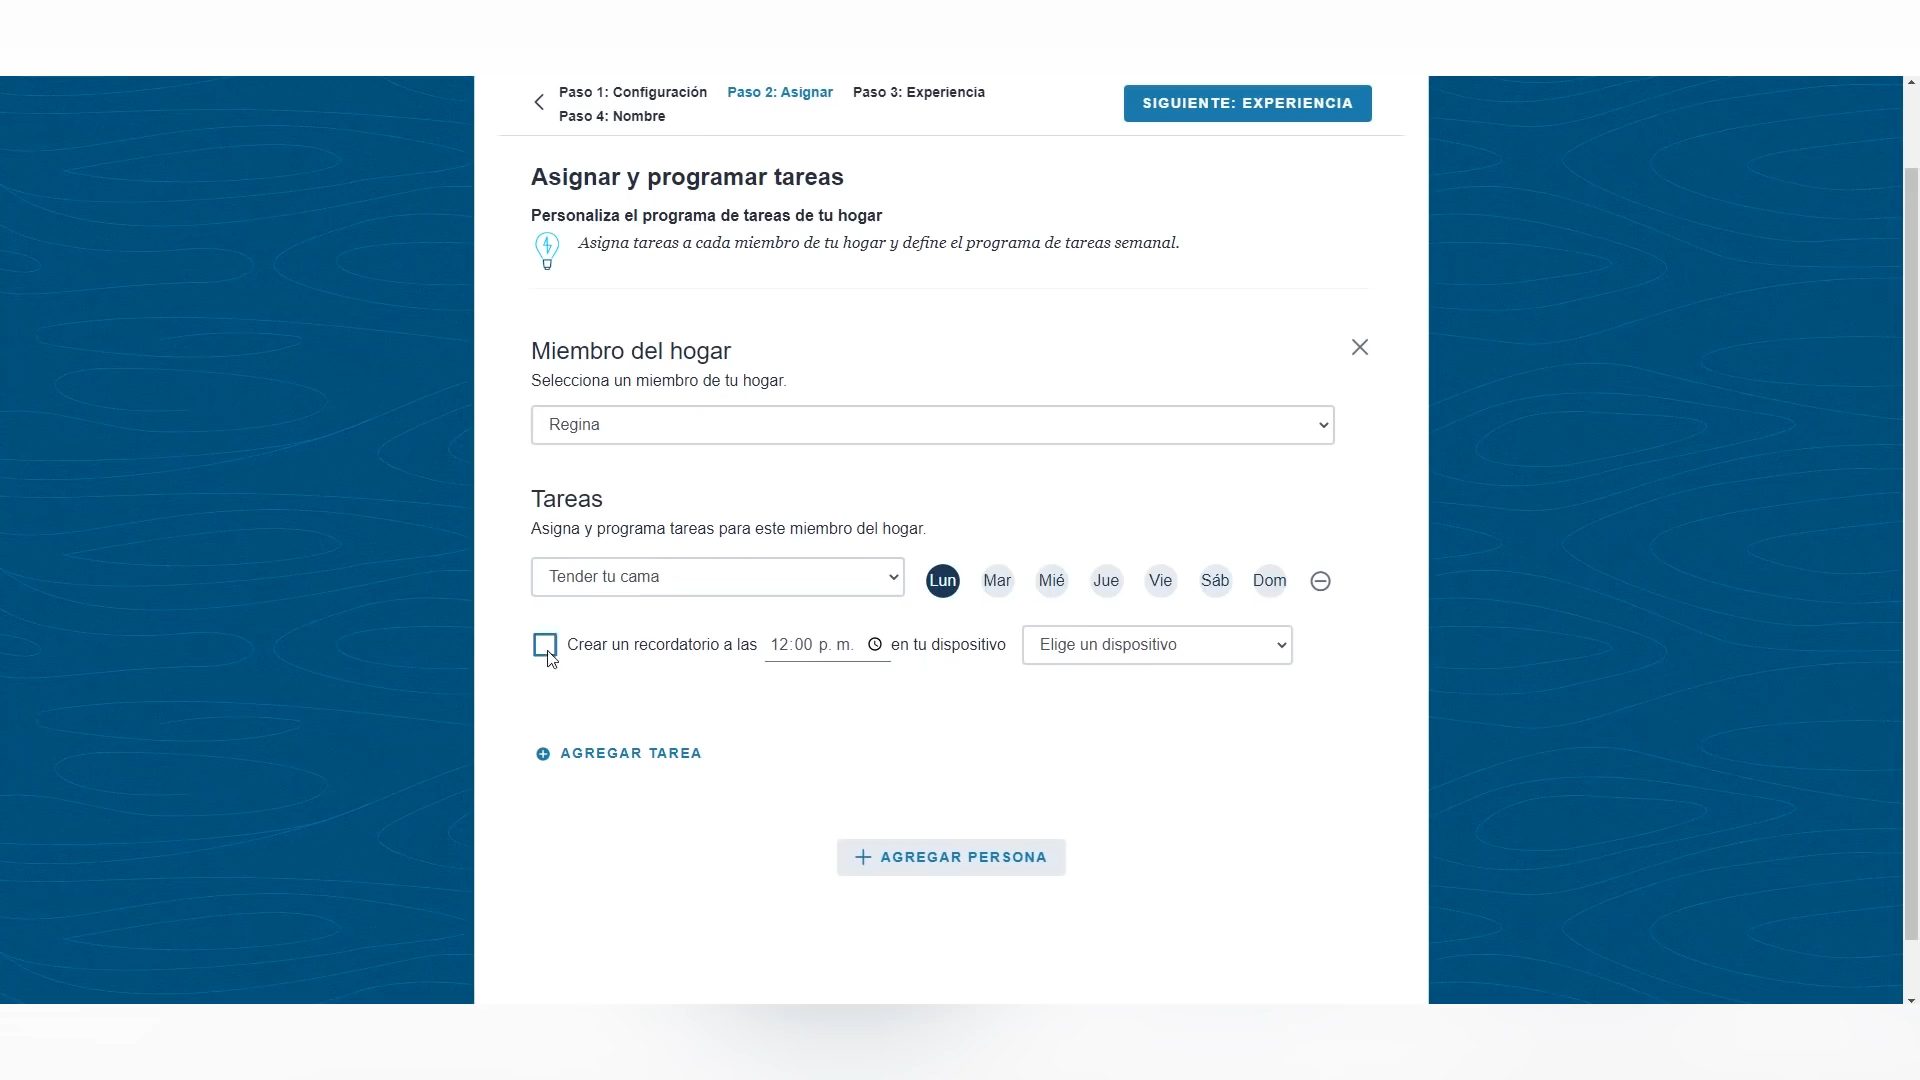 Paso 1: Configuración Paso 2: Asignar Paso 3: Experiencia
Paso 4: Nombre
SIGUIENTE: EXPERIENCIA
Asignar y programar tareas
Personaliza el programa de tareas de tu hogar
Asigna tareas a cada miembro de tu hogar y define el programa de tareas semanal.
Miembro del hogar
Selecciona un miembro de tu hogar.
Regina
Tareas
Asigna y programa tareas para este miembro del hogar.
Tender tu cama Lun Mar Mié Jue Vie Sáb Dom
Crear un recordatorio a las 12:00 p. m. en tu dispositivo Elige un dispositivo
AGREGAR TAREA
AGREGAR PERSONA